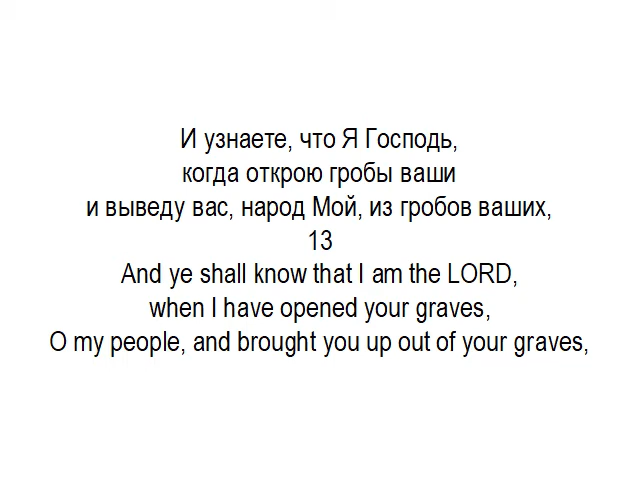 И узнаете, что Я Господь,
когда открою гробы ваши
и выведу вас, народ Мой, из гробов ваших,
13
And ye shall know that I am the LORD,
when I have opened your graves,
O my people, and brought you up out of your graves,